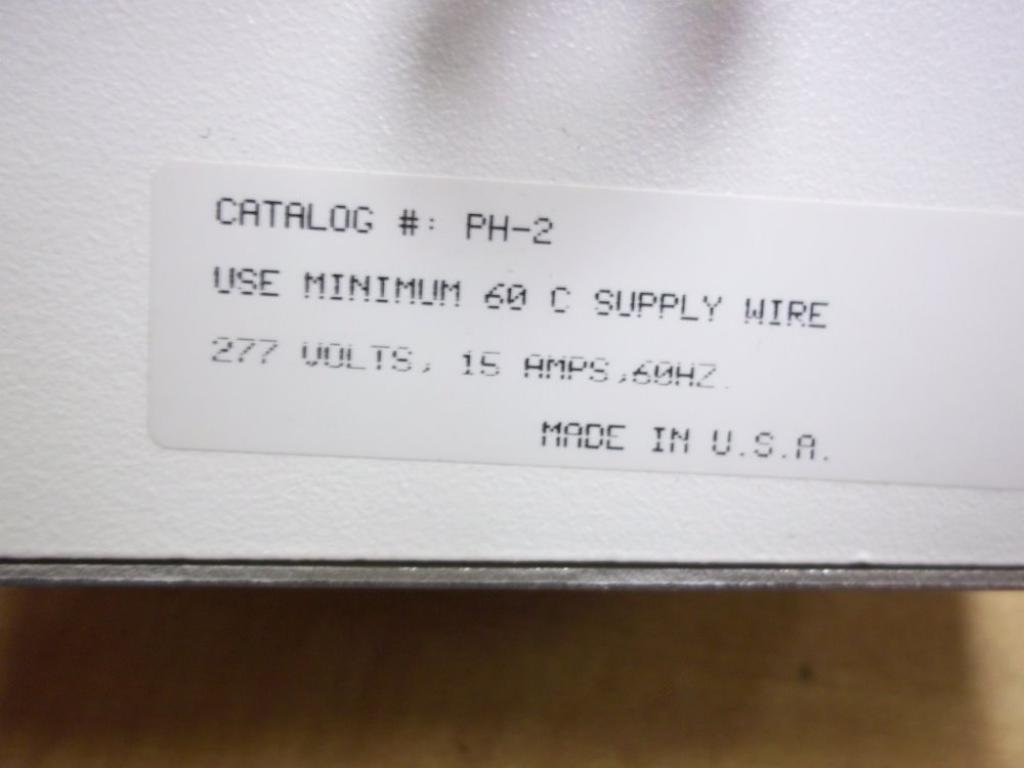 CATALOG #: PH-2
USE MINIMUM 60 C SUPPLY WIRE
277 VOLTS, 15 AMPS,60HZ.
MADE IN U.S.A.